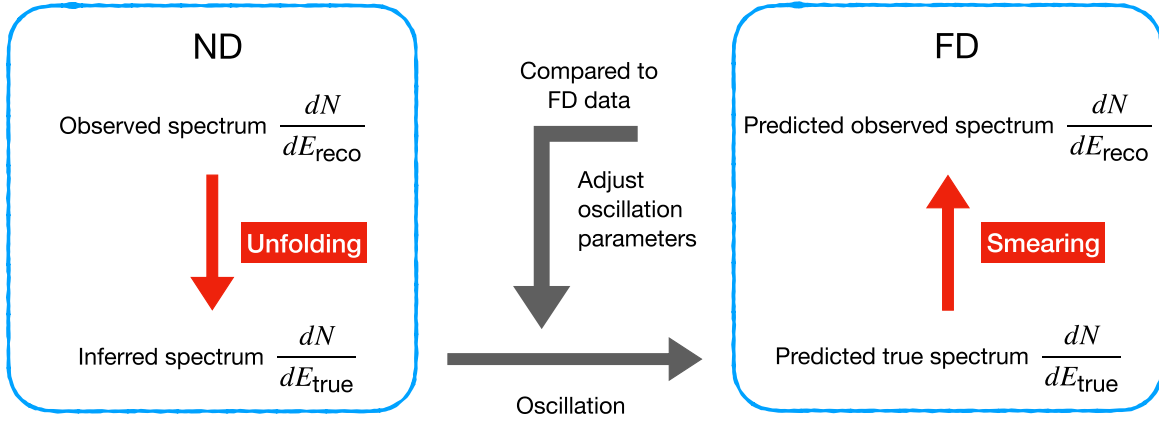 ND
Observed spectrum dN/dE_reco
Unfolding
Inferred spectrum dN/dE_true
Compared to
FD data
Adjust
oscillation
parameters
Oscillation
FD
Predicted observed spectrum dN/dE_reco
Smearing
Predicted true spectrum dN/dE_true